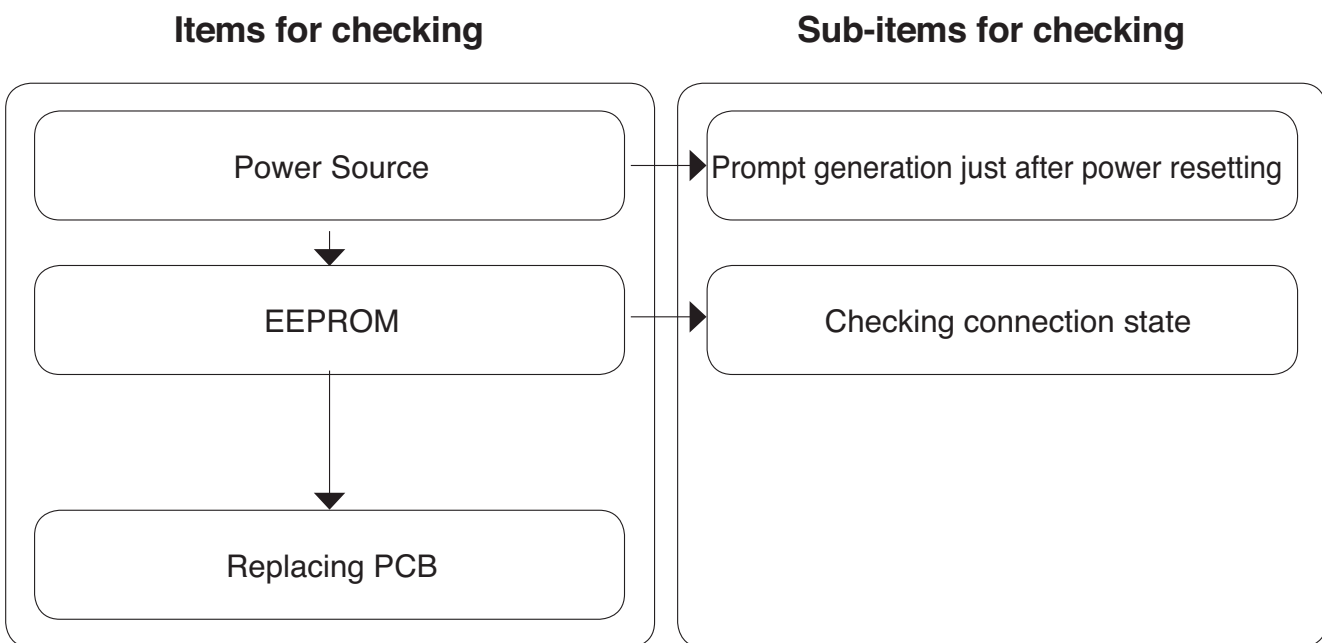 Items for checking
Sub-items for checking
Power Source
Prompt generation just after power resetting
EEPROM
Checking connection state
Replacing PCB